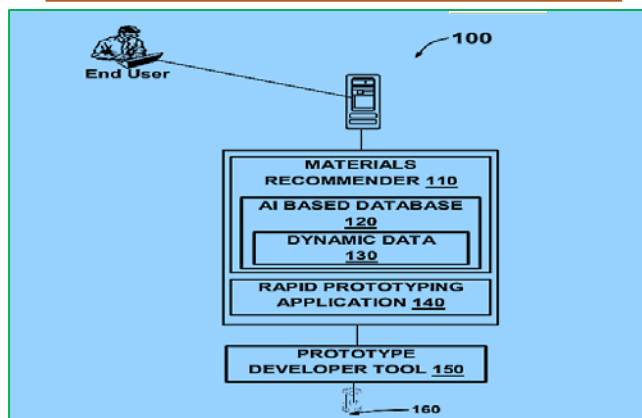 100
End User
MATERIALS
RECOMMENDER 110
AI BASED DATABASE
120
DYNAMIC DATA
130
RAPID PROTOTYPING
APPLICATION 140
PROTOTYPE
DEVELOPER TOOL 150
160